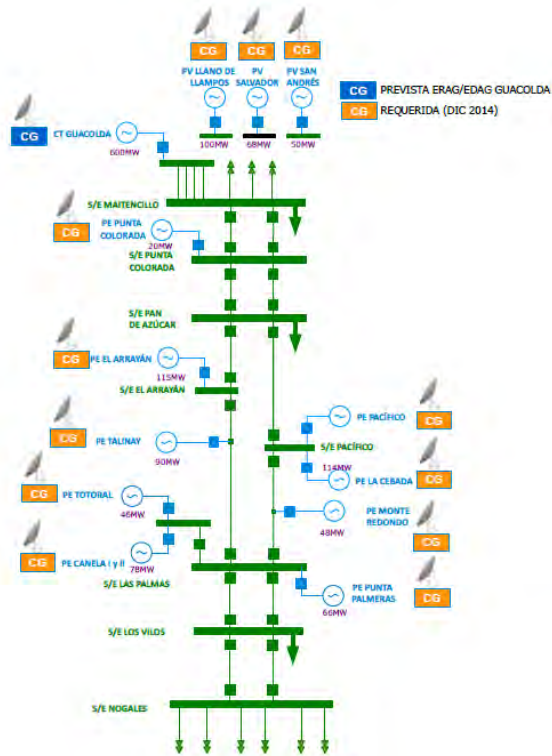 CG
CG
CG
PV LLANO DE
LLAMPOS
PV
SALVADOR
PV SAN
ANDRÉS
100MW
68MW
50MW
CG PREVISTA ERAG/EDAG GUACOLDA
CG REQUERIDA (DIC 2014)
CG
CT GUACOLDA
600MW
S/E MAITENCILLO
CG
PE PUNTA
COLORADA
20MW
S/E PUNTA
COLORADA
S/E PAN
DE AZÚCAR
CG
PE EL ARRAYÁN
115MW
S/E EL ARRAYÁN
CG
PE TALINAY
90MW
PE PACÍFICO
CG
S/E PACÍFICO
114MW
PE LA CEBADA
CG
CG
PE TOTORAL
46MW
CG
PE CANELA I y II
78MW
PE MONTE
REDONDO
48MW
CG
S/E LAS PALMAS
PE PUNTA
PALMERAS
66MW
CG
S/E LOS VILOS
S/E NOGALES